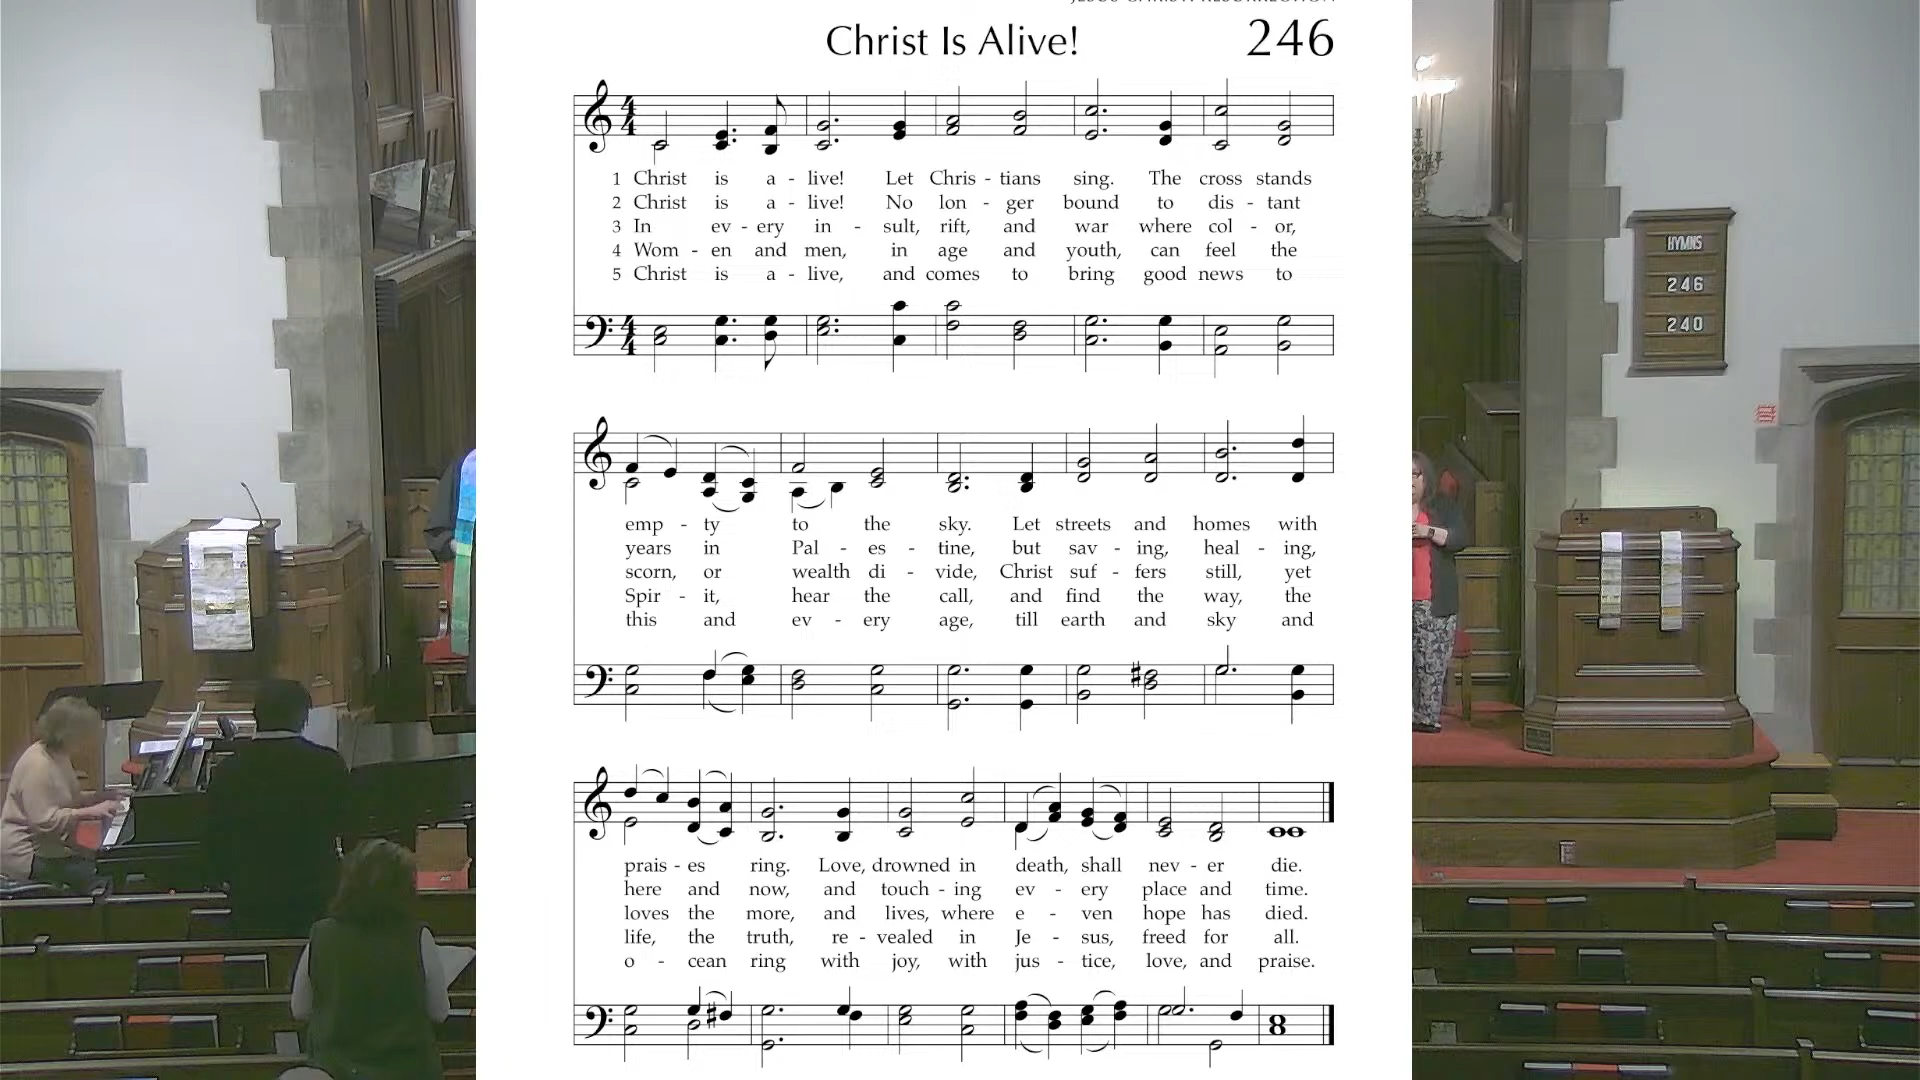 Christ Is Alive! 246
1 Christ is a - live! Let Chris - tians sing. The cross stands
2 Christ is a - live! No lon - ger bound to dis - tant
3 In ev - ery in - sult, rift, and war where col - or,
4 Wom - en and men, in age and youth, can feel the
5 Christ is a - live, and comes to bring good news to
emp - ty to the sky. Let streets and homes with
years in Pal - es - tine, but sav - ing, heal - ing,
scorn, or wealth di - vide, Christ suf - fers still, yet
Spir - it, hear the call, and find the way, the
this and ev - ery age, till earth and sky and
prais - es ring. Love, drowned in death, shall nev - er die.
here and now, and touch - ing ev - ery place and time.
loves the more, and lives, where e - ven hope has died.
life, the truth, re - vealed in Je - sus, freed for all.
o - cean ring with joy, with jus - tice, love, and praise.
HYMNS
246
240